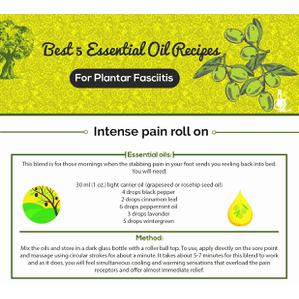 Best 5 Essential Oil Recipes
For Plantar Fasciitis
Intense pain roll on
Essential oils:
This blend is for those mornings when the stabbing pain in your foot sends you reeling back into bed.
You will need:
30 ml (1 oz.) light carrier oil (grapeseed or rosehip seed oil)
4 drops black pepper
2 drops cinnamon leaf
6 drops peppermint oil
3 drops lavender
5 drops wintergreen
Method:
Mix the oils and store in a dark glass bottle with a roller ball top. To use, apply directly on the sore point
and massage using circular strokes for about a minute. It takes about 5-7 minutes for this blend to work
and as it does, you will feel simultaneous cooling and warming sensations that overload the pain
receptors and offer almost immediate relief.